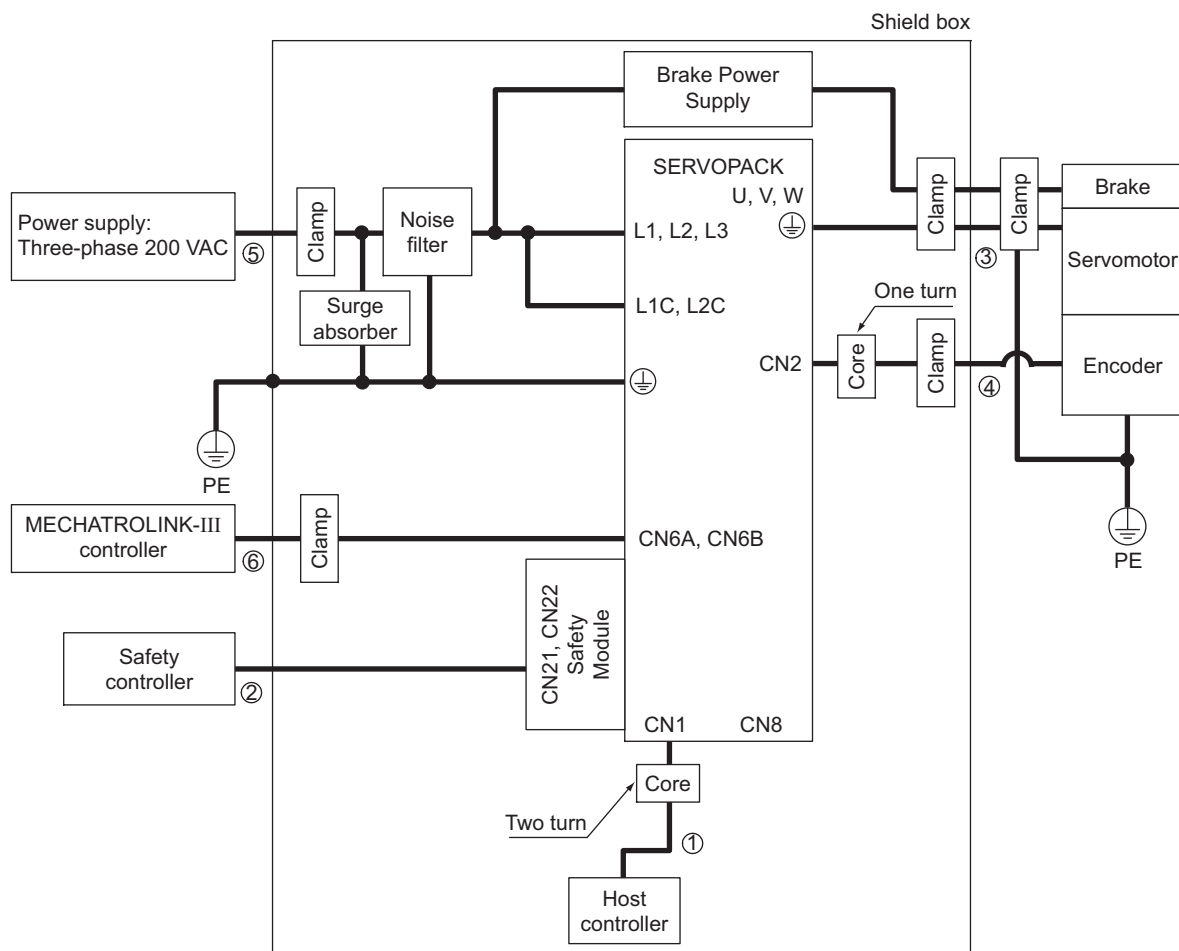 Shield box
Brake Power
Supply
SERVOPACK
U, V, W
Clamp
Clamp
Brake
Power supply:
Three-phase 200 VAC
⑤
Clamp
Noise
filter
L1, L2, L3
③
Servomotor
Surge
absorber
L1C, L2C
One turn
CN2
Core
Clamp
④
Encoder
PE
PE
MECHATROLINK-III
controller
⑥
Clamp
CN6A, CN6B
Safety
controller
②
CN21, CN22
Safety
Module
CN1
CN8
Core
Two turn
①
Host
controller